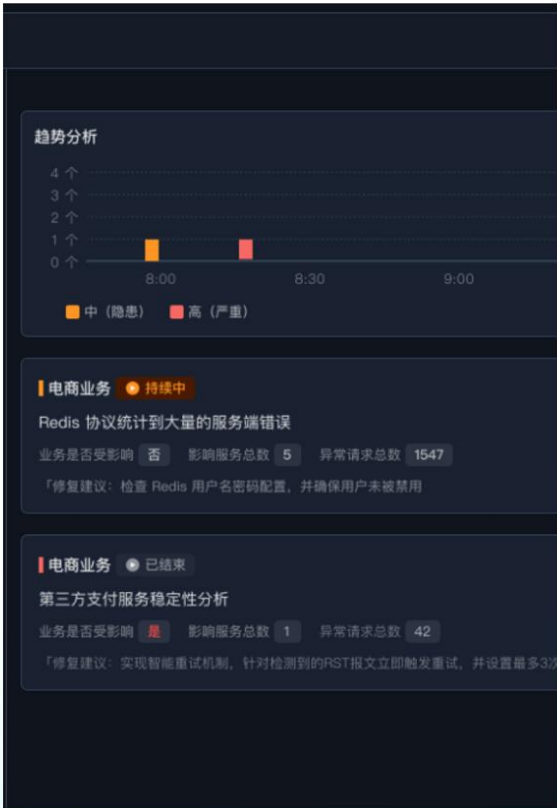 趋势分析
4 个
3 个
2 个
1 个
0 个
8:00 8:30 9:00
中（隐患） 高（严重）
电商业务 持续中
Redis 协议统计到大量的服务端错误
业务是否受影响 否 影响服务总数 5 异常请求总数 1547
「修复建议：检查 Redis 用户名密码配置，并确保用户未被禁用
电商业务 已结束
第三方支付服务稳定性分析
业务是否受影响 是 影响服务总数 1 异常请求总数 42
「修复建议：实现智能重试机制，针对检测到的RST报文立即触发重试，并设置最多3次